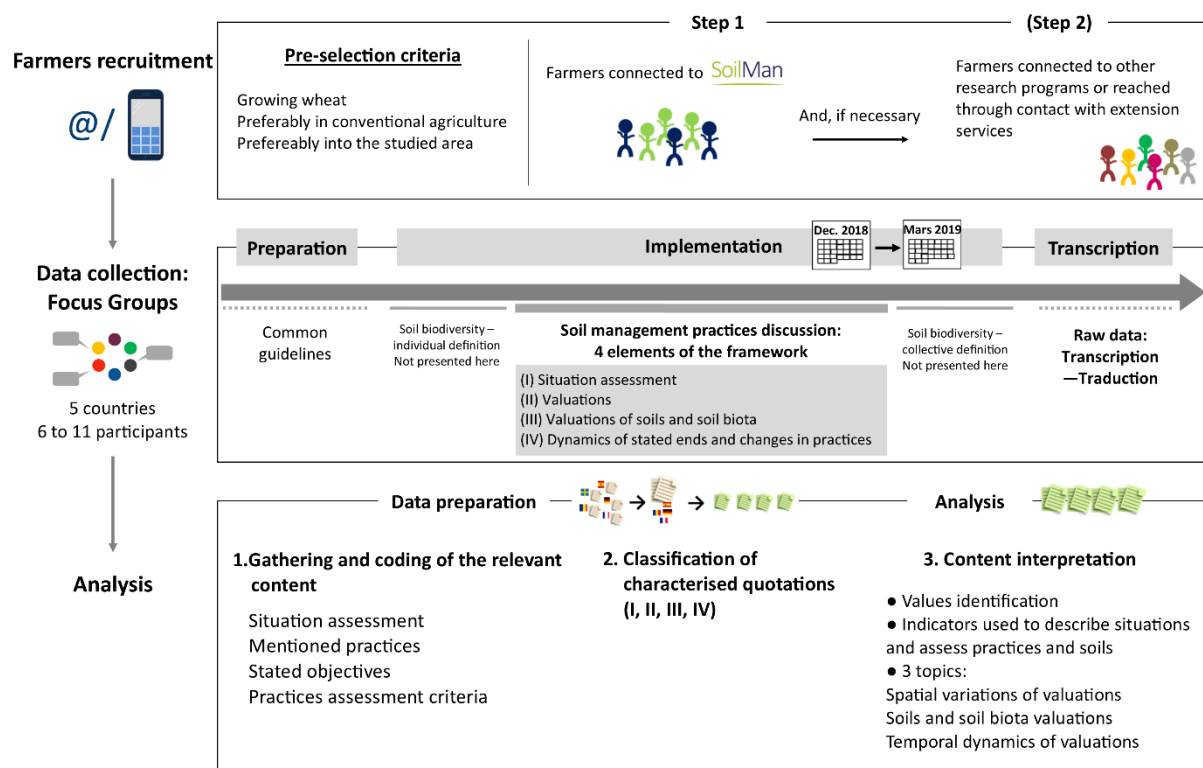 Farmers recruitment
@/
Pre-selection criteria
Growing wheat
Preferably in conventional agriculture
Prefereably into the studied area
Step 1
Farmers connected to SoilMan
And, if necessary
(Step 2)
Farmers connected to other
research programs or reached
through contact with extension
services
Data collection:
Focus Groups
5 countries
6 to 11 participants
Preparation
Implementation
Dec. 2018
Mars 2019
Transcription
Common
guidelines
Soil biodiversity –
individual definition
Not presented here
Soil management practices discussion:
4 elements of the framework
(I) Situation assessment
(II) Valuations
(III) Valuations of soils and soil biota
(IV) Dynamics of stated ends and changes in practices
Soil biodiversity –
collective definition
Not presented here
Raw data:
Transcription
—Traduction
Analysis
Data preparation
Analysis
1.Gathering and coding of the relevant
content
Situation assessment
Mentioned practices
Stated objectives
Practices assessment criteria
2. Classification of
characterised quotations
(I, II, III, IV)
3. Content interpretation
● Values identification
● Indicators used to describe situations
and assess practices and soils
● 3 topics:
Spatial variations of valuations
Soils and soil biota valuations
Temporal dynamics of valuations